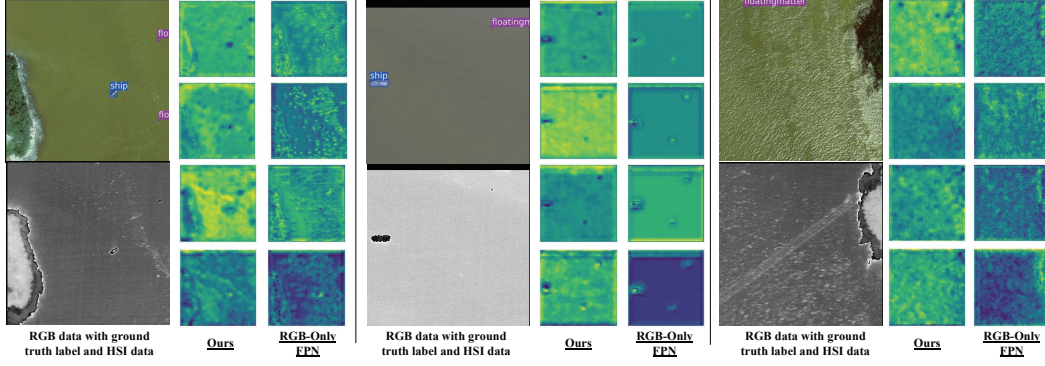 flo
ship
flo
RGB data with ground
truth label and HSI data
Ours
RGB-Only
FPN
floatingm
ship
RGB data with ground
truth label and HSI data
Ours
RGB-Only
FPN
floatingmatter
RGB data with ground
truth label and HSI data
Ours
RGB-Only
FPN